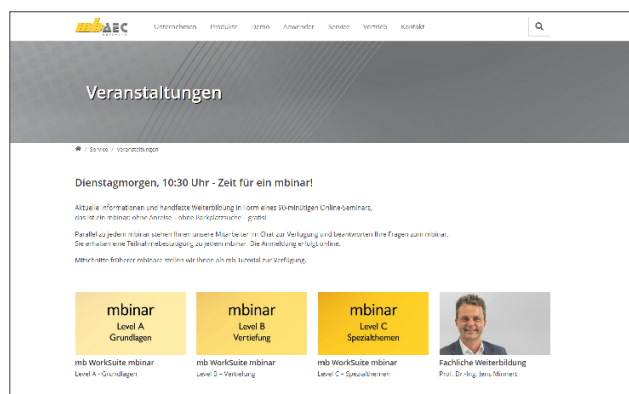 mbAEC
Software
Unternehmen Produkte Demo Anwender Service Vertrieb Kontakt
Veranstaltungen
/ Service / Veranstaltungen
Dienstagmorgen, 10:30 Uhr - Zeit für ein mbinar!
Aktuelle Informationen und handfeste Weiterbildung in Form eines 90-minütigen Online-Seminars,
das ist ein mbinar: ohne Anreise – ohne Parkplatzsuche – gratis!
Parallel zu jedem mbinar stehen Ihnen unsere Mitarbeiter im Chat zur Verfügung und beantworten Ihre Fragen zum mbinar.
Sie erhalten eine Teilnahmebestätigung zu jedem mbinar. Die Anmeldung erfolgt online.
Mitschnitte früherer mbinare stellen wir Ihnen als mb-Tutorial zur Verfügung.
mbinar
Level A
Grundlagen
mbinar
Level B
Vertiefung
mbinar
Level C
Spezialthemen
mb WorkSuite mbinar
Level A - Grundlagen
mb WorkSuite mbinar
Level B – Vertiefung
mb WorkSuite mbinar
Level C – Spezialthemen
Fachliche Weiterbildung
Prof. Dr.-Ing. Jens Minnert